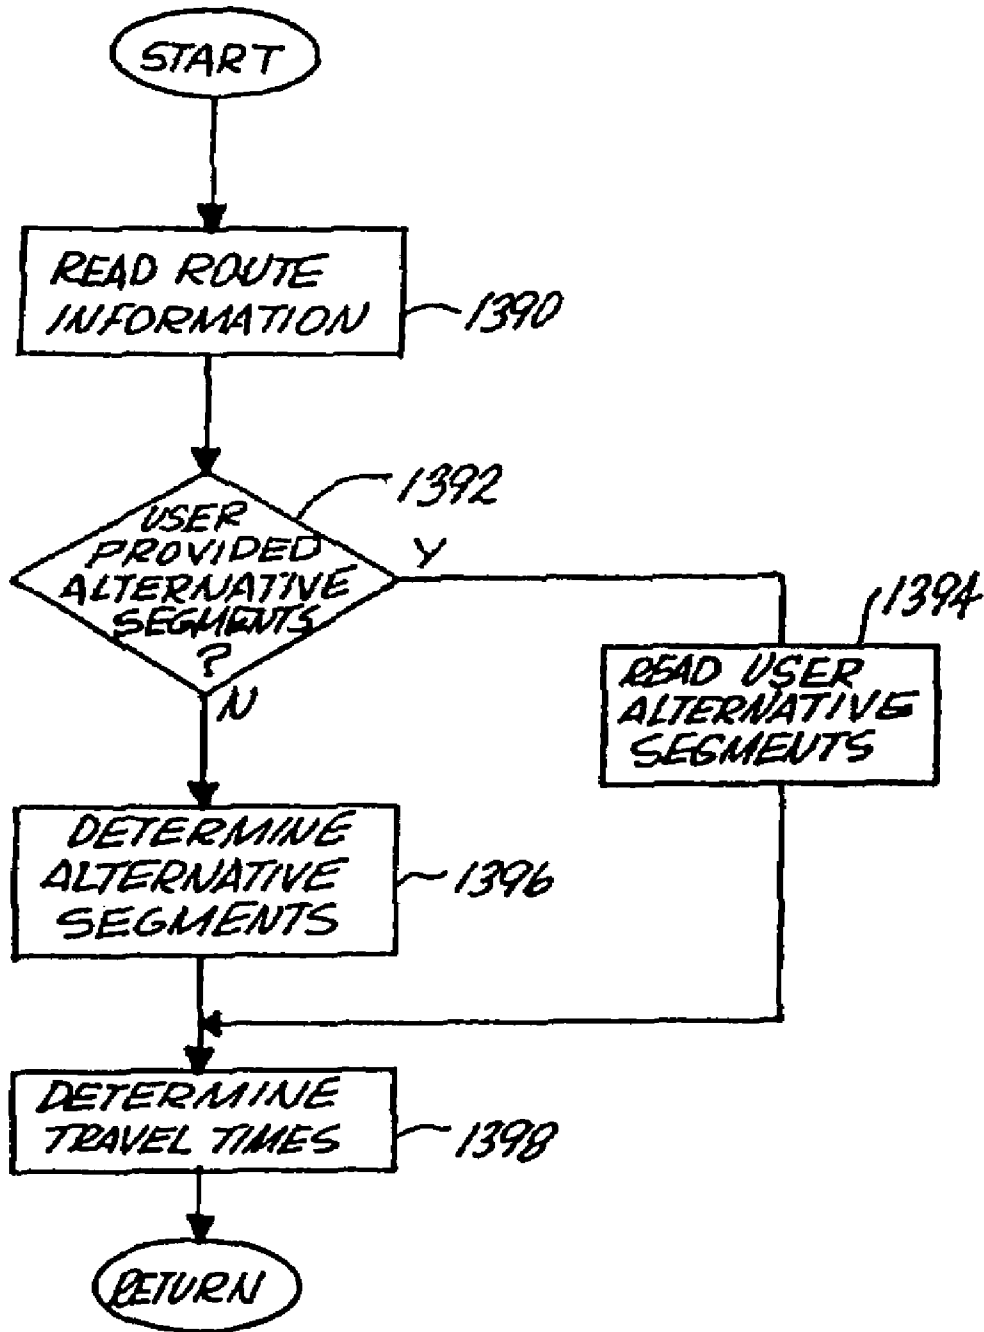 START
READ ROUTE
INFORMATION
1390
1392
USER
PROVIDED
ALTERNATIVE
SEGMENTS
?
Y
N
1394
READ USER
ALTERNATIVE
SEGMENTS
DETERMINE
ALTERNATIVE
SEGMENTS
1396
DETERMINE
TRAVEL TIMES
1398
RETURN